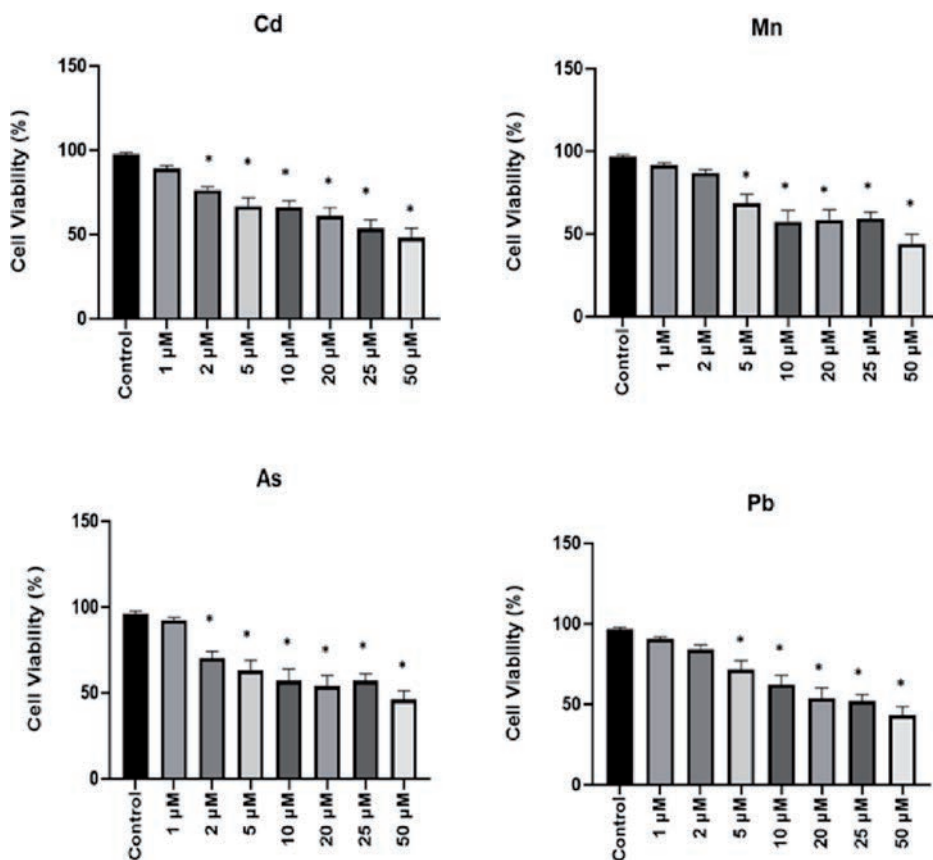 Cd
Cell Viability (%)
150
100
50
0
* * * * * *
Control
1 µM
2 µM
5 µM
10 µM
20 µM
25 µM
50 µM
Mn
Cell Viability (%)
150
100
50
0
* * * * *
Control
1 µM
2 µM
5 µM
10 µM
20 µM
25 µM
50 µM
As
Cell Viability (%)
150
100
50
0
* * * * * *
Control
1 µM
2 µM
5 µM
10 µM
20 µM
25 µM
50 µM
Pb
Cell Viability (%)
150
100
50
0
* * * * *
Control
1 µM
2 µM
5 µM
10 µM
20 µM
25 µM
50 µM